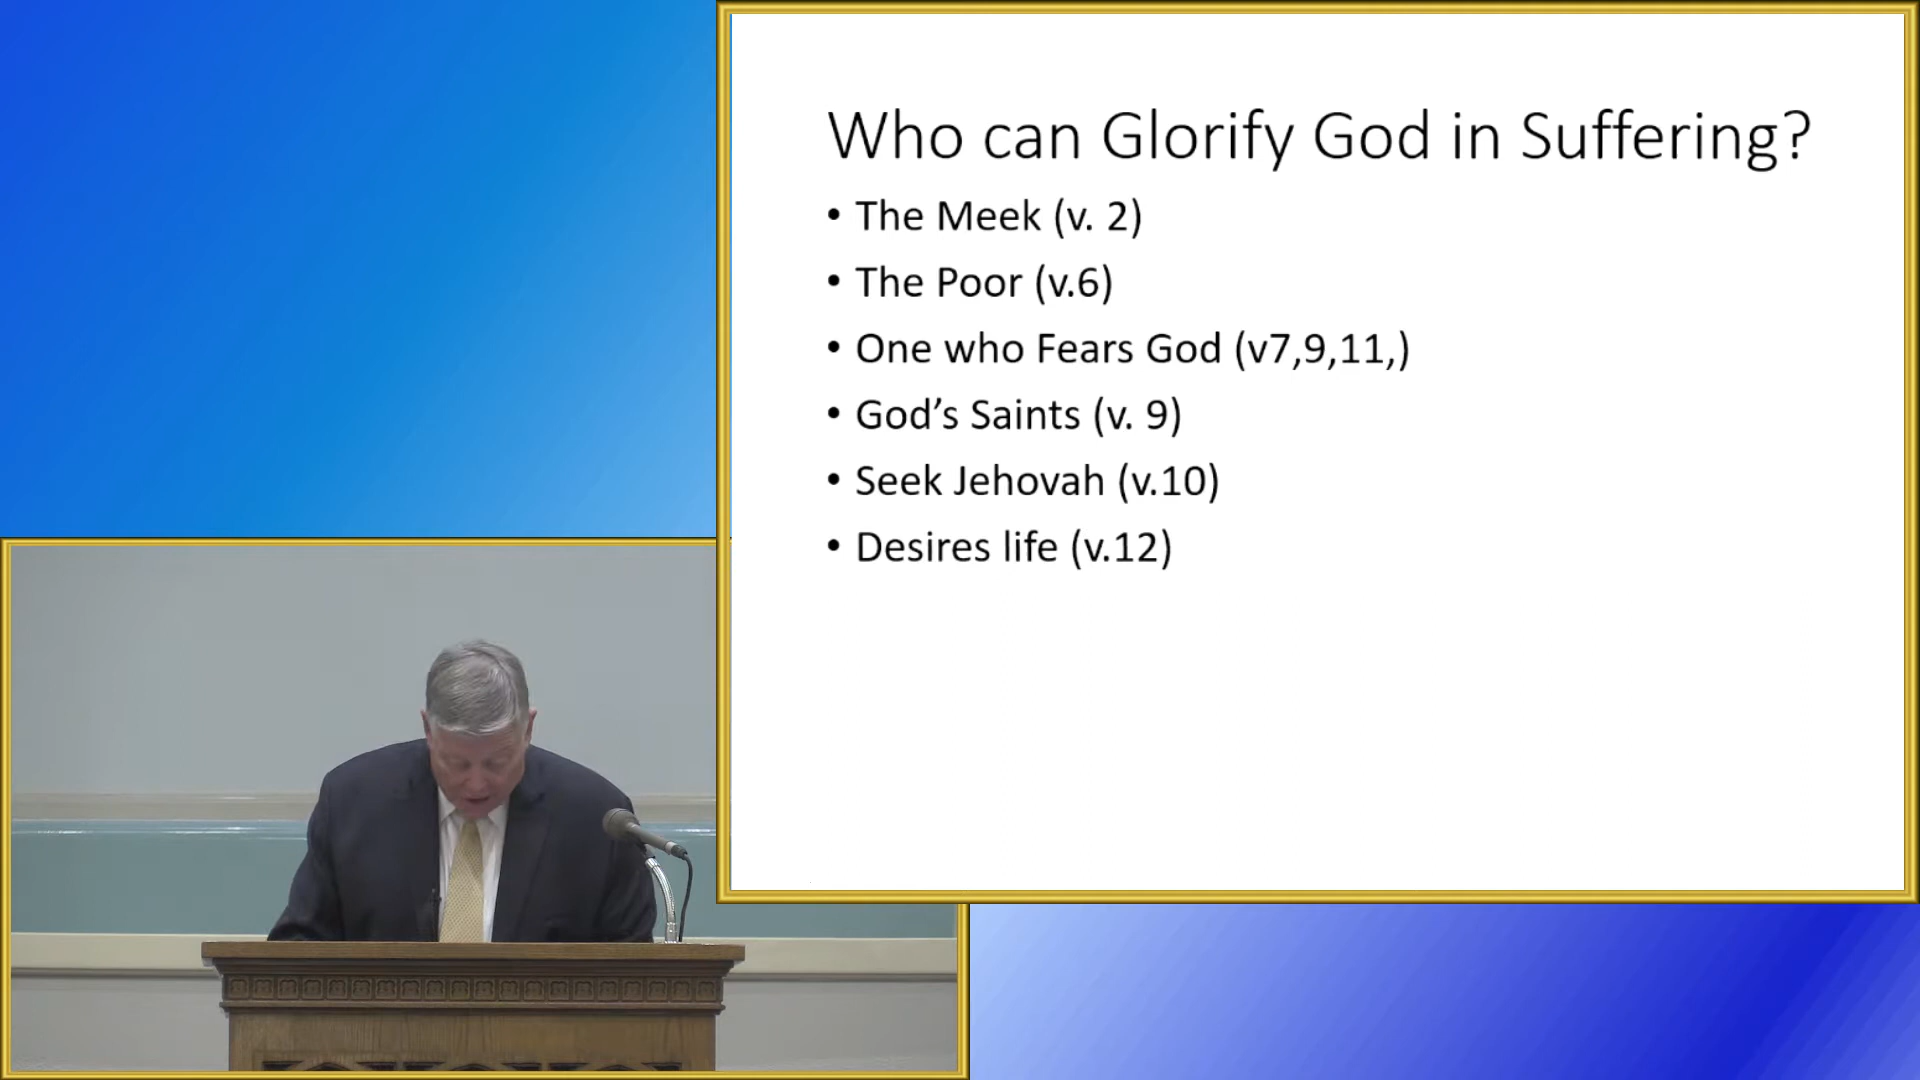 Who can Glorify God in Suffering?
• The Meek (v. 2)
• The Poor (v.6)
• One who Fears God (v7,9,11,)
• God’s Saints (v. 9)
• Seek Jehovah (v.10)
• Desires life (v.12)